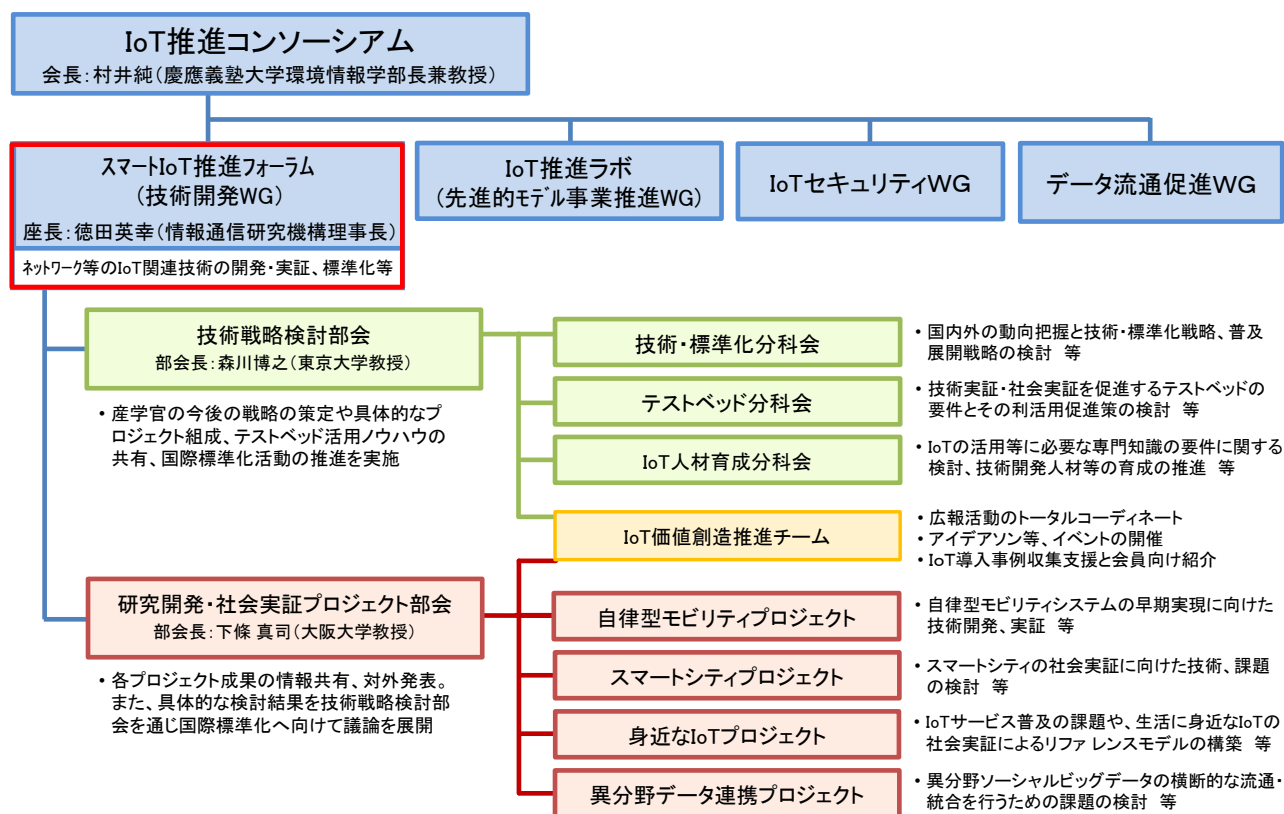 IoT推進コンソーシアム
会長：村井純（慶應義塾大学環境情報学部長兼教授）
スマートIoT推進フォーラム
（技術開発WG）
座長：徳田英幸（情報通信研究機構理事長）
ネットワーク等のIoT関連技術の開発・実証、標準化等
IoT推進ラボ
（先進的モデル事業推進WG）
IoTセキュリティWG
データ流通促進WG
技術戦略検討部会
部会長：森川博之（東京大学教授）
・産学官の今後の戦略の策定や具体的なプ
ロジェクト組成、テストベッド活用ノウハウの
共有、国際標準化活動の推進を実施
技術・標準化分科会
・国内外の動向把握と技術・標準化戦略、普及
展開戦略の検討 等
テストベッド分科会
・技術実証・社会実証を促進するテストベッドの
要件とその利活用促進策の検討 等
IoT人材育成分科会
・IoTの活用等に必要な専門知識の要件に関する
検討、技術開発人材等の育成の推進 等
IoT価値創造推進チーム
・広報活動のトータルコーディネート
・アイデアソン等、イベントの開催
・IoT導入事例収集支援と会員向け紹介
研究開発・社会実証プロジェクト部会
部会長：下條 真司（大阪大学教授）
・各プロジェクト成果の情報共有、対外発表。
また、具体的な検討結果を技術戦略検討部
会を通じ国際標準化へ向けて議論を展開
自律型モビリティプロジェクト
・自律型モビリティシステムの早期実現に向けた
技術開発、実証 等
スマートシティプロジェクト
・スマートシティの社会実証に向けた技術、課題
の検討 等
身近なIoTプロジェクト
・IoTサービス普及の課題や、生活に身近なIoTの
社会実証によるリファ レンスモデルの構築 等
異分野データ連携プロジェクト
・異分野ソーシャルビッグデータの横断的な流通・
統合を行うための課題の検討 等